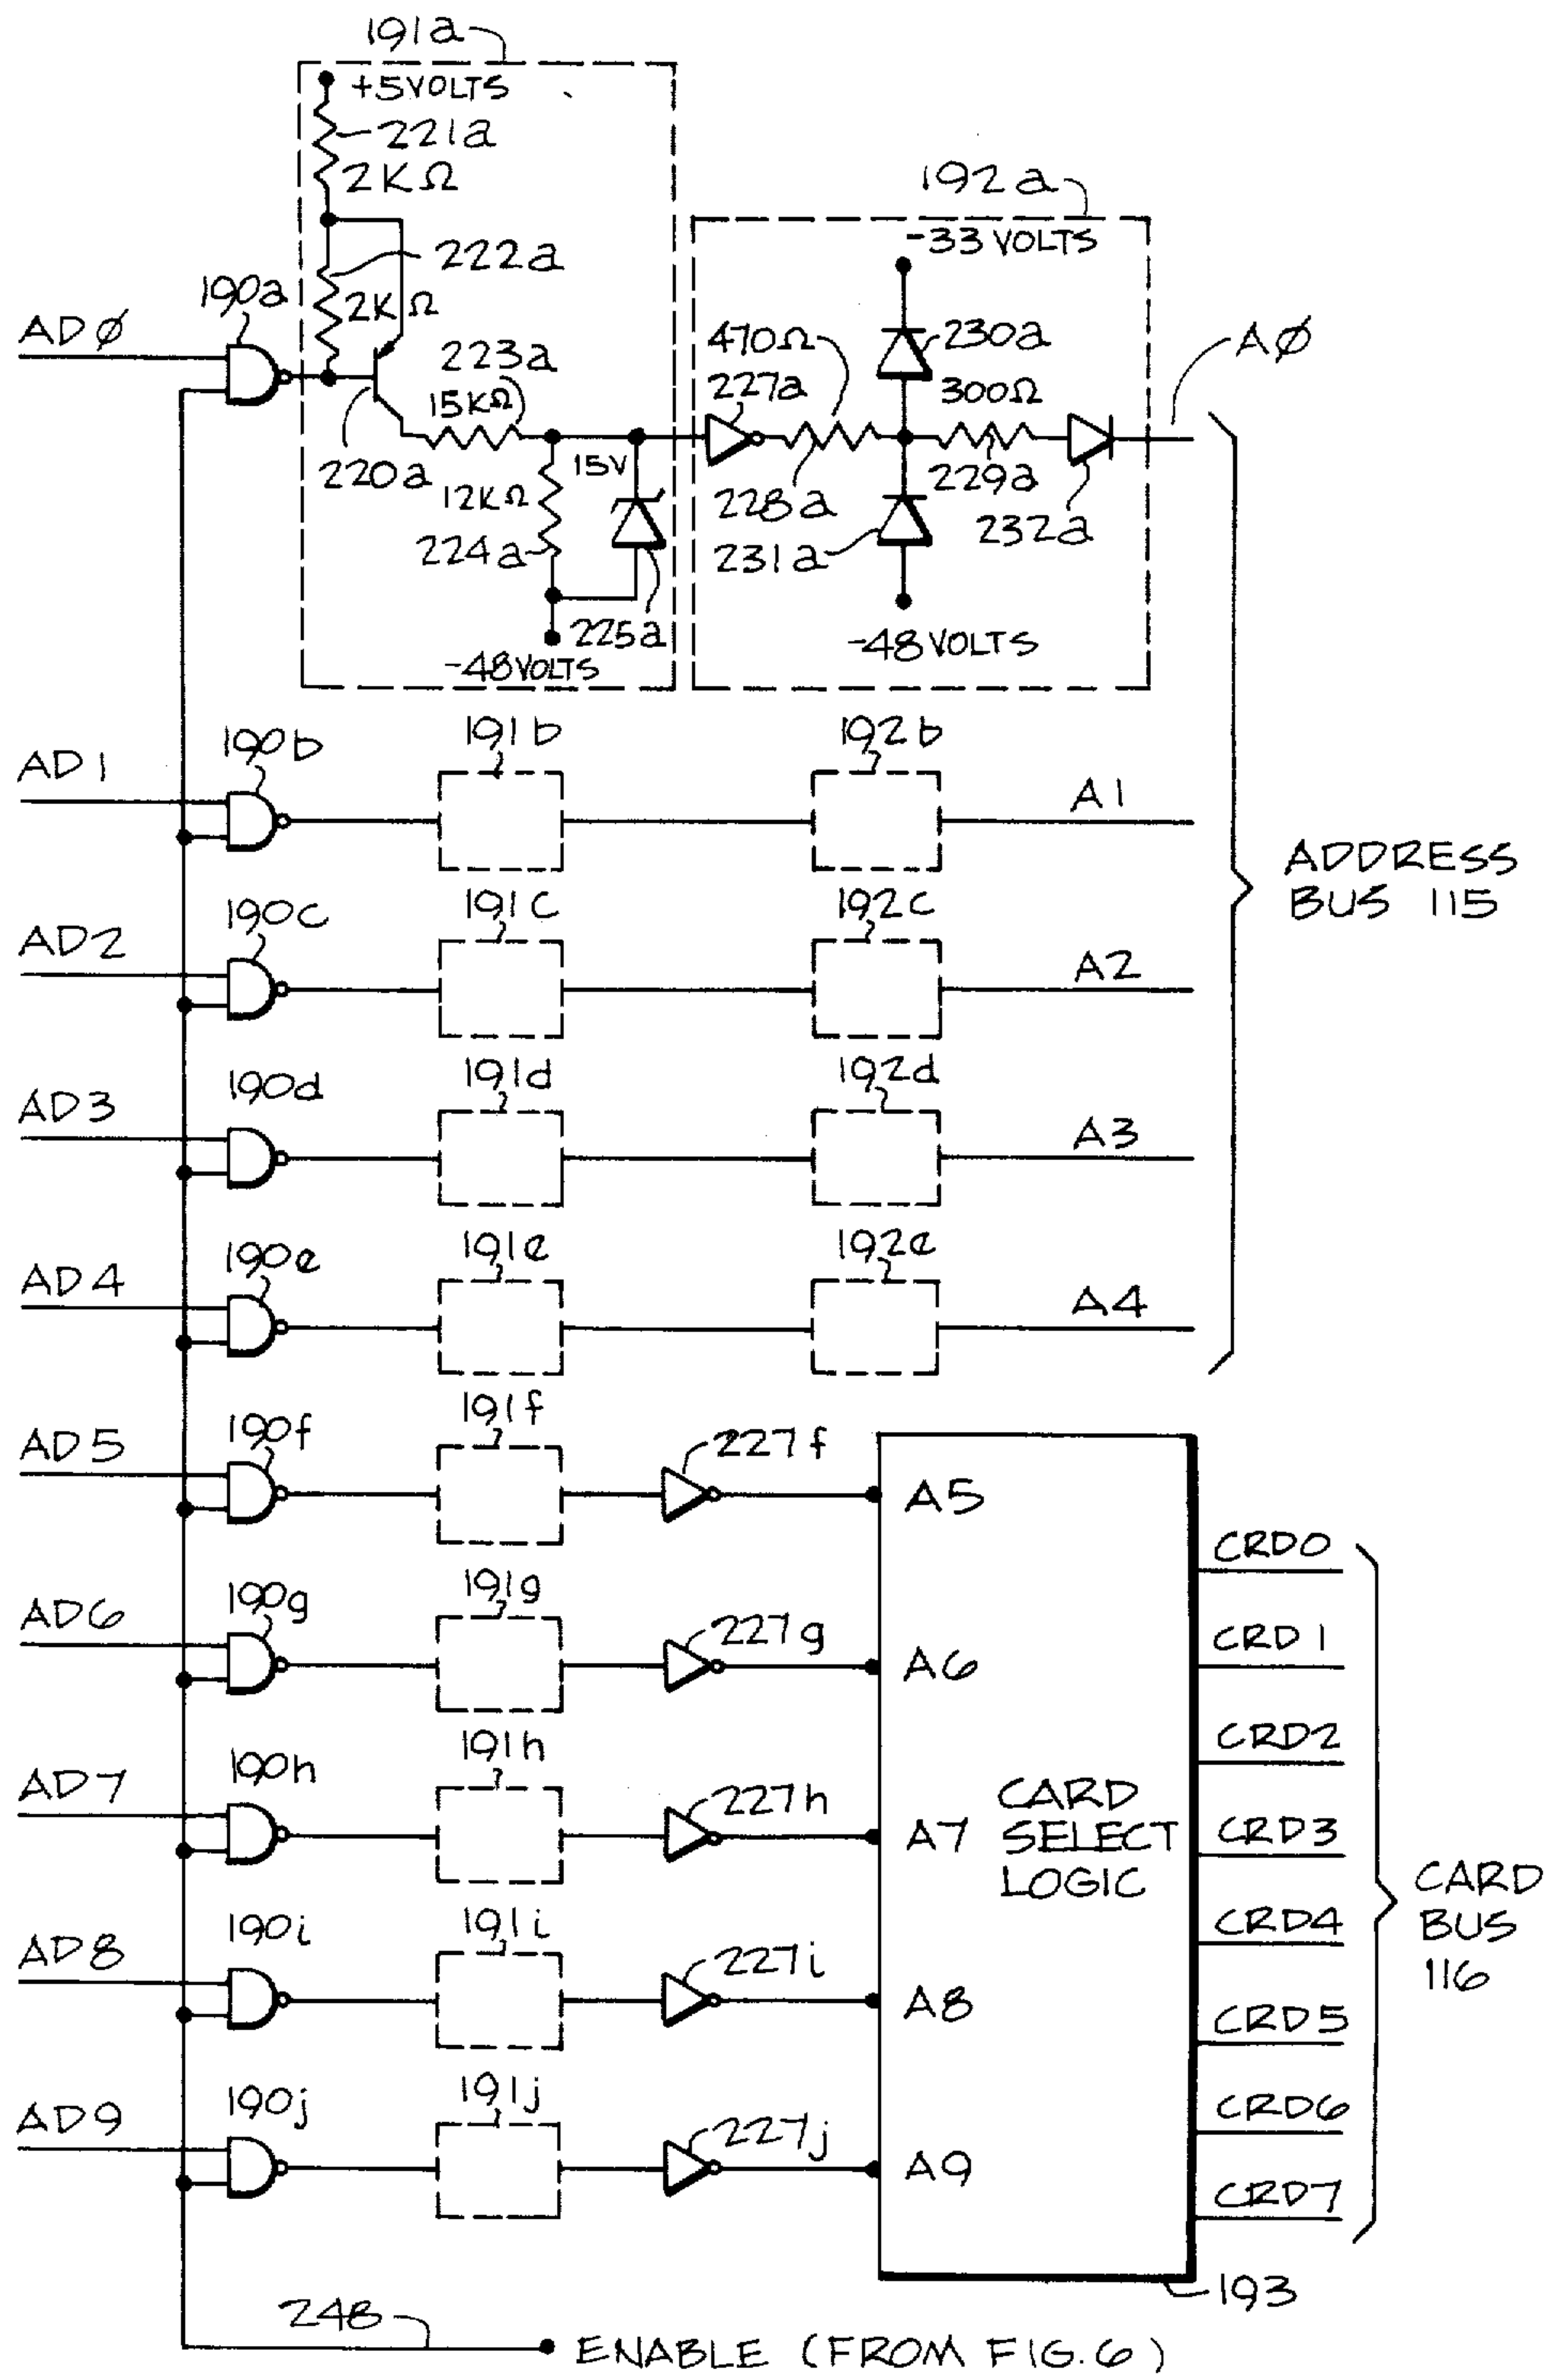 191a
+5VOLTS
221a
2KΩ
192a
-33 VOLTS
222a
190a
2KΩ
ADØ
470Ω
230a
AØ
223a
227a
15KΩ
300Ω
220a
15V
12KΩ
228a
229a
232a
224a
231a
225a
-48VOLTS
-48VOLTS
AD1
190b
191b
192b
A1
ADDRESS
BUS 115
AD2
190c
191c
192c
A2
AD3
190d
191d
192d
A3
AD4
190e
191e
192e
A4
AD5
190f
191f
227f
A5
CRD0
AD6
190g
191g
227g
A6
CRD1
CRD2
AD7
190h
191h
227h
A7
CARD
SELECT
LOGIC
CRD3
CARD
BUS
116
CRD4
AD8
190i
191i
227i
A8
CRD5
AD9
190j
191j
227j
A9
CRD6
CRD7
193
248
ENABLE (FROM FIG.6)